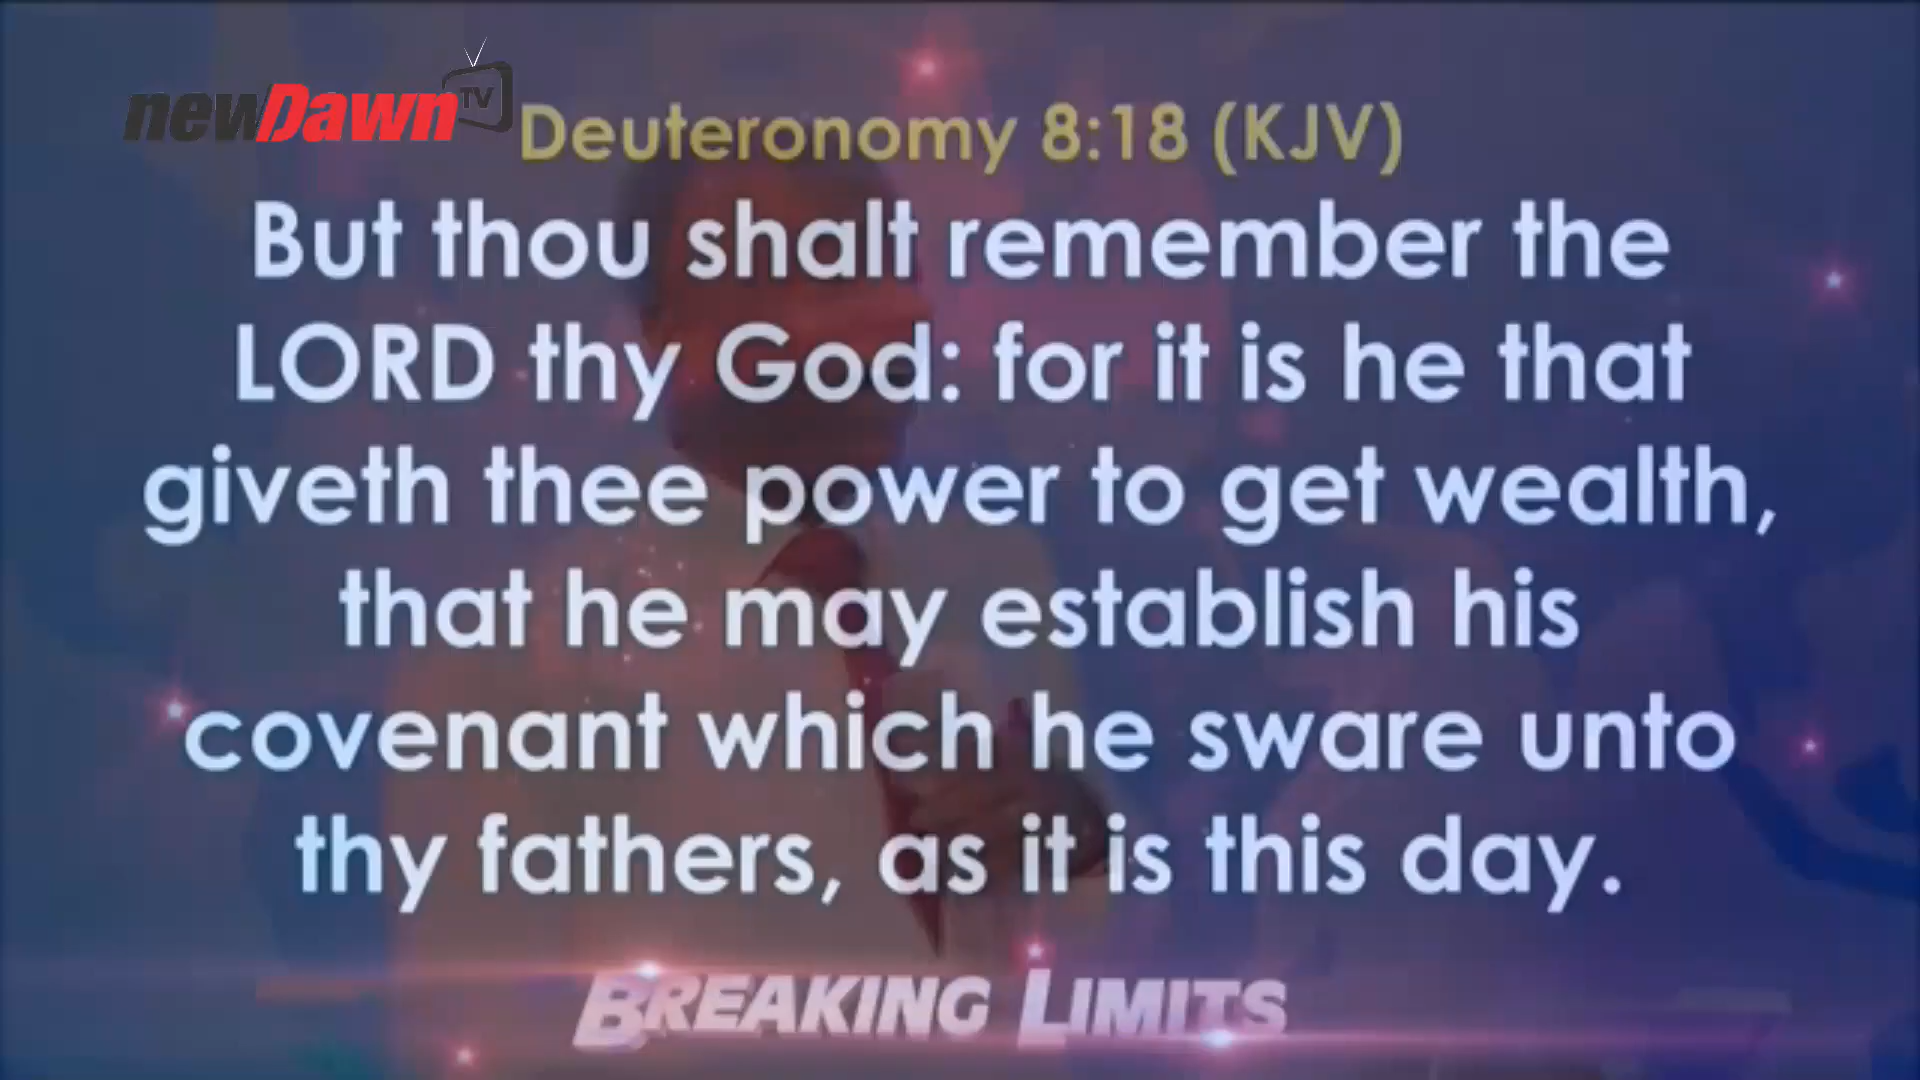 newDawn TV
Deuteronomy 8:18 (KJV)
But thou shalt remember the
LORD thy God: for it is he that
giveth thee power to get wealth,
that he may establish his
covenant which he sware unto
thy fathers, as it is this day.
BREAKING LIMITS